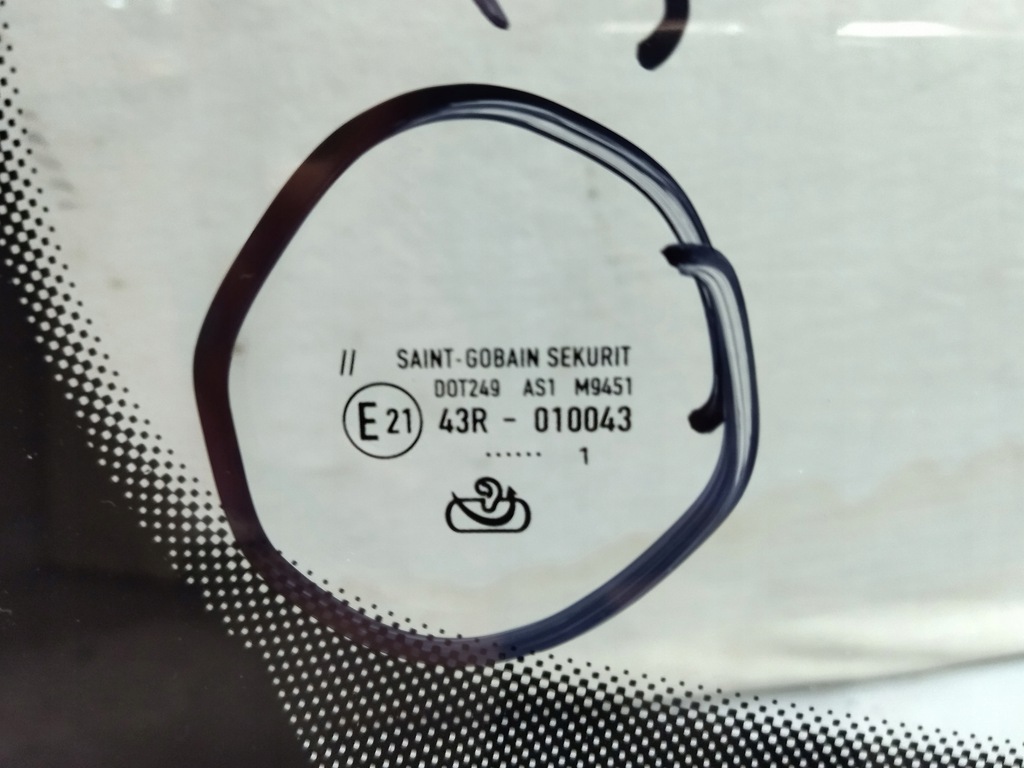 // SAINT-GOBAIN SEKURIT
DOT249 AS1 M9451
E 21 43R - 010043
...... 1